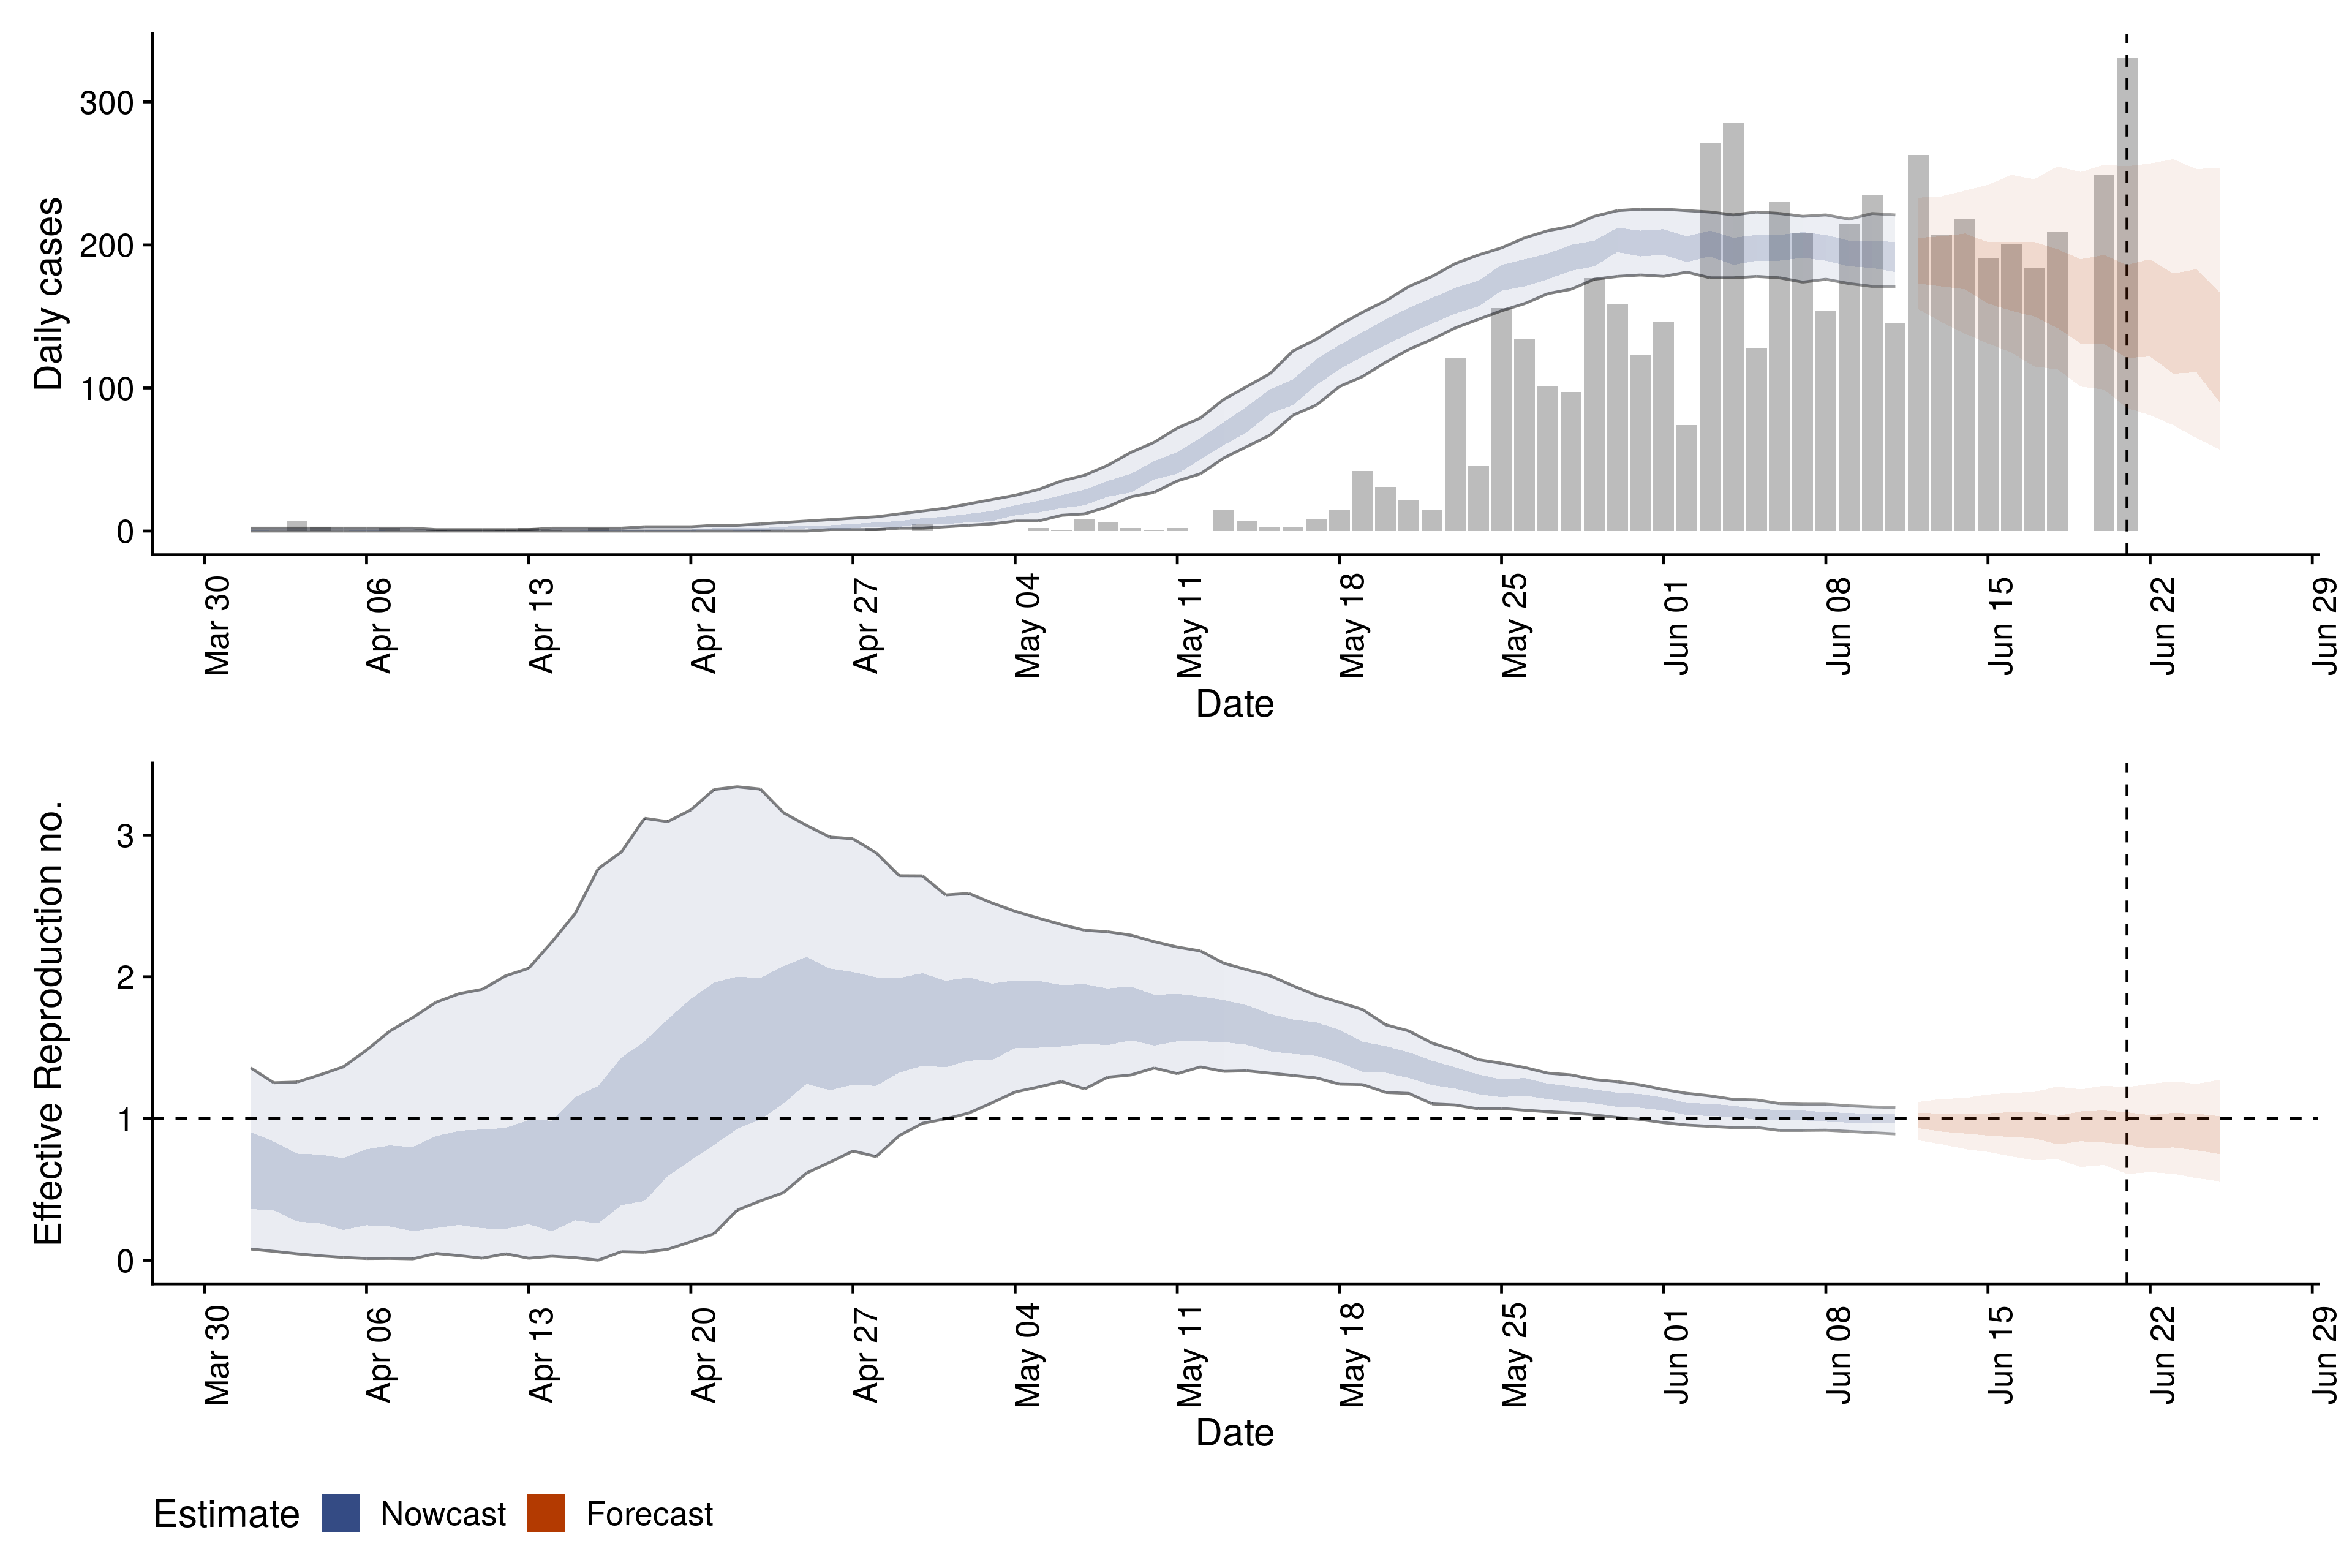 Daily cases
300
200
100
0
Mar 30
Apr 06
Apr 13
Apr 20
Apr 27
May 04
May 11
May 18
May 25
Jun 01
Jun 08
Jun 15
Jun 22
Jun 29
Date
Effective Reproduction no.
3
2
1
0
Mar 30
Apr 06
Apr 13
Apr 20
Apr 27
May 04
May 11
May 18
May 25
Jun 01
Jun 08
Jun 15
Jun 22
Jun 29
Date
Estimate Nowcast Forecast